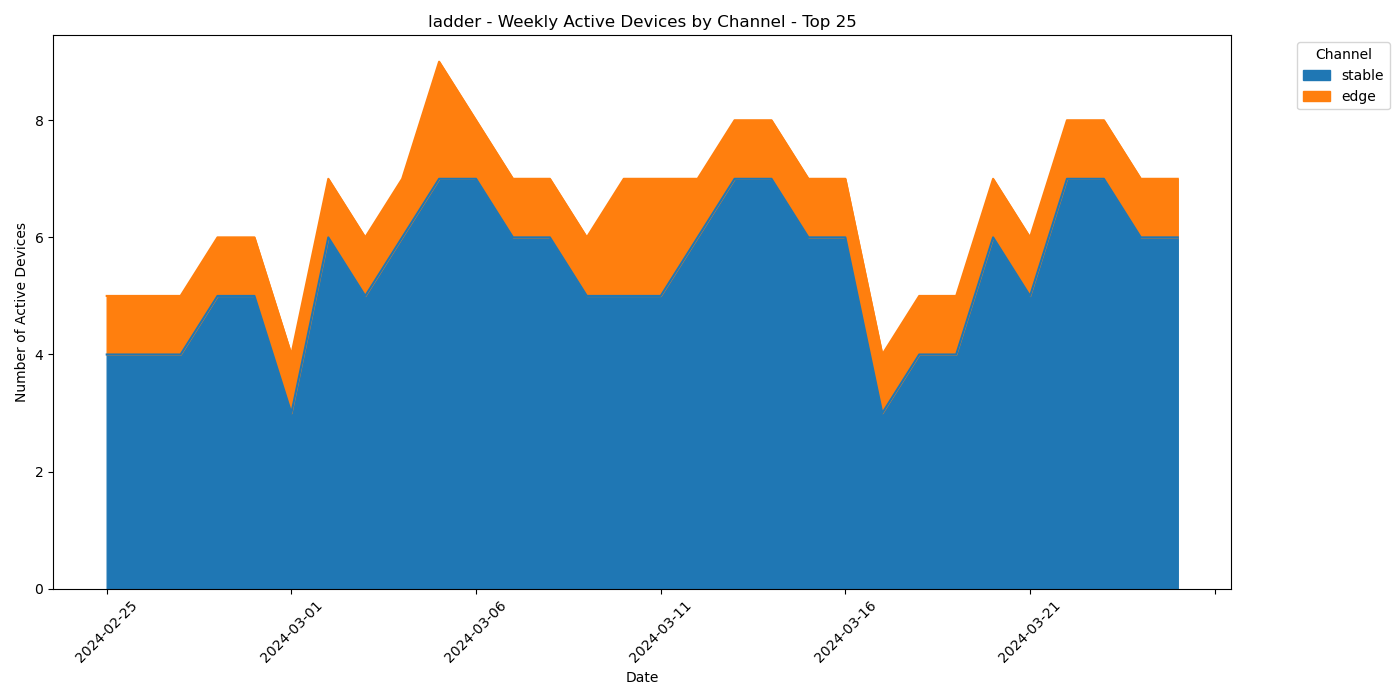 ladder - Weekly Active Devices by Channel - Top 25
Channel
stable
edge
Number of Active Devices
8
6
4
2
0
2024-02-25
2024-03-01
2024-03-06
2024-03-11
2024-03-16
2024-03-21
Date